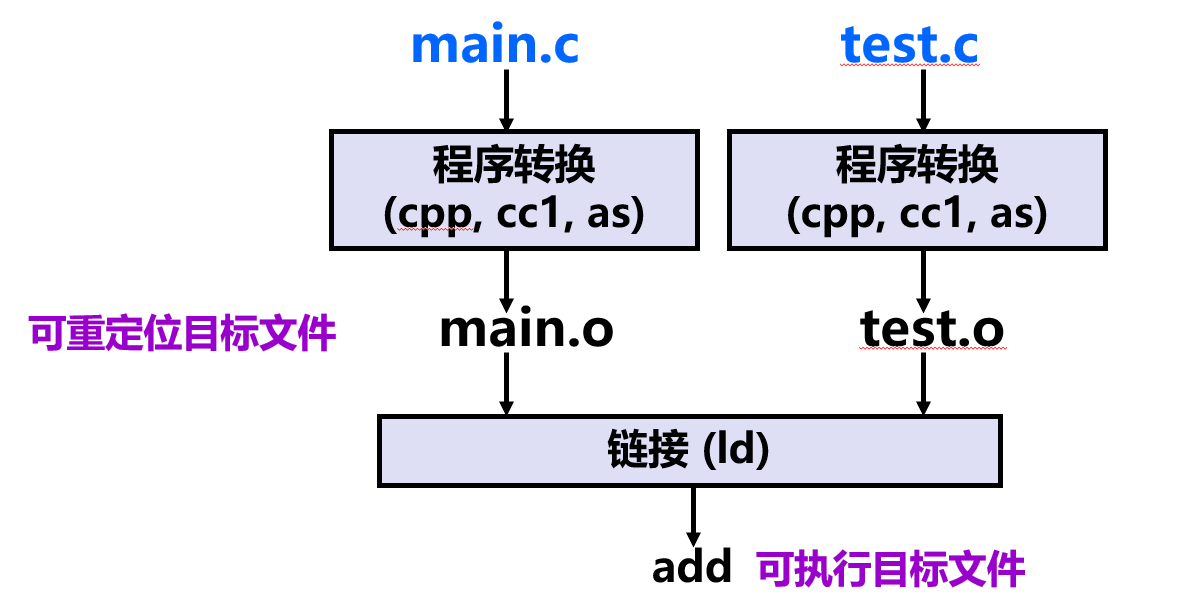 main.c
test.c
程序转换
(cpp, cc1, as)
程序转换
(cpp, cc1, as)
可重定位目标文件
main.o
test.o
链接 (ld)
add 可执行目标文件